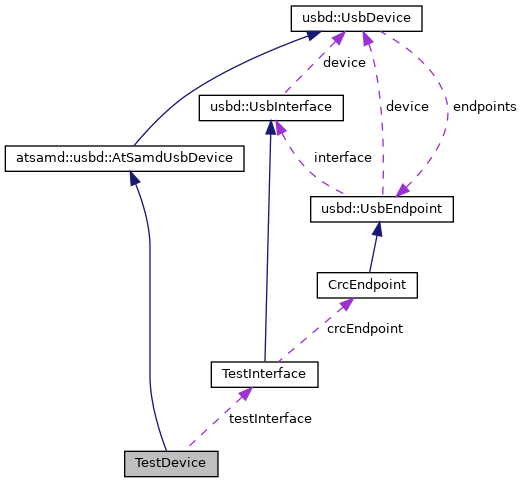 usbd::UsbDevice
device
usbd::UsbInterface
device
endpoints
atsamd::usbd::AtSamdUsbDevice
interface
usbd::UsbEndpoint
CrcEndpoint
crcEndpoint
TestInterface
testInterface
TestDevice